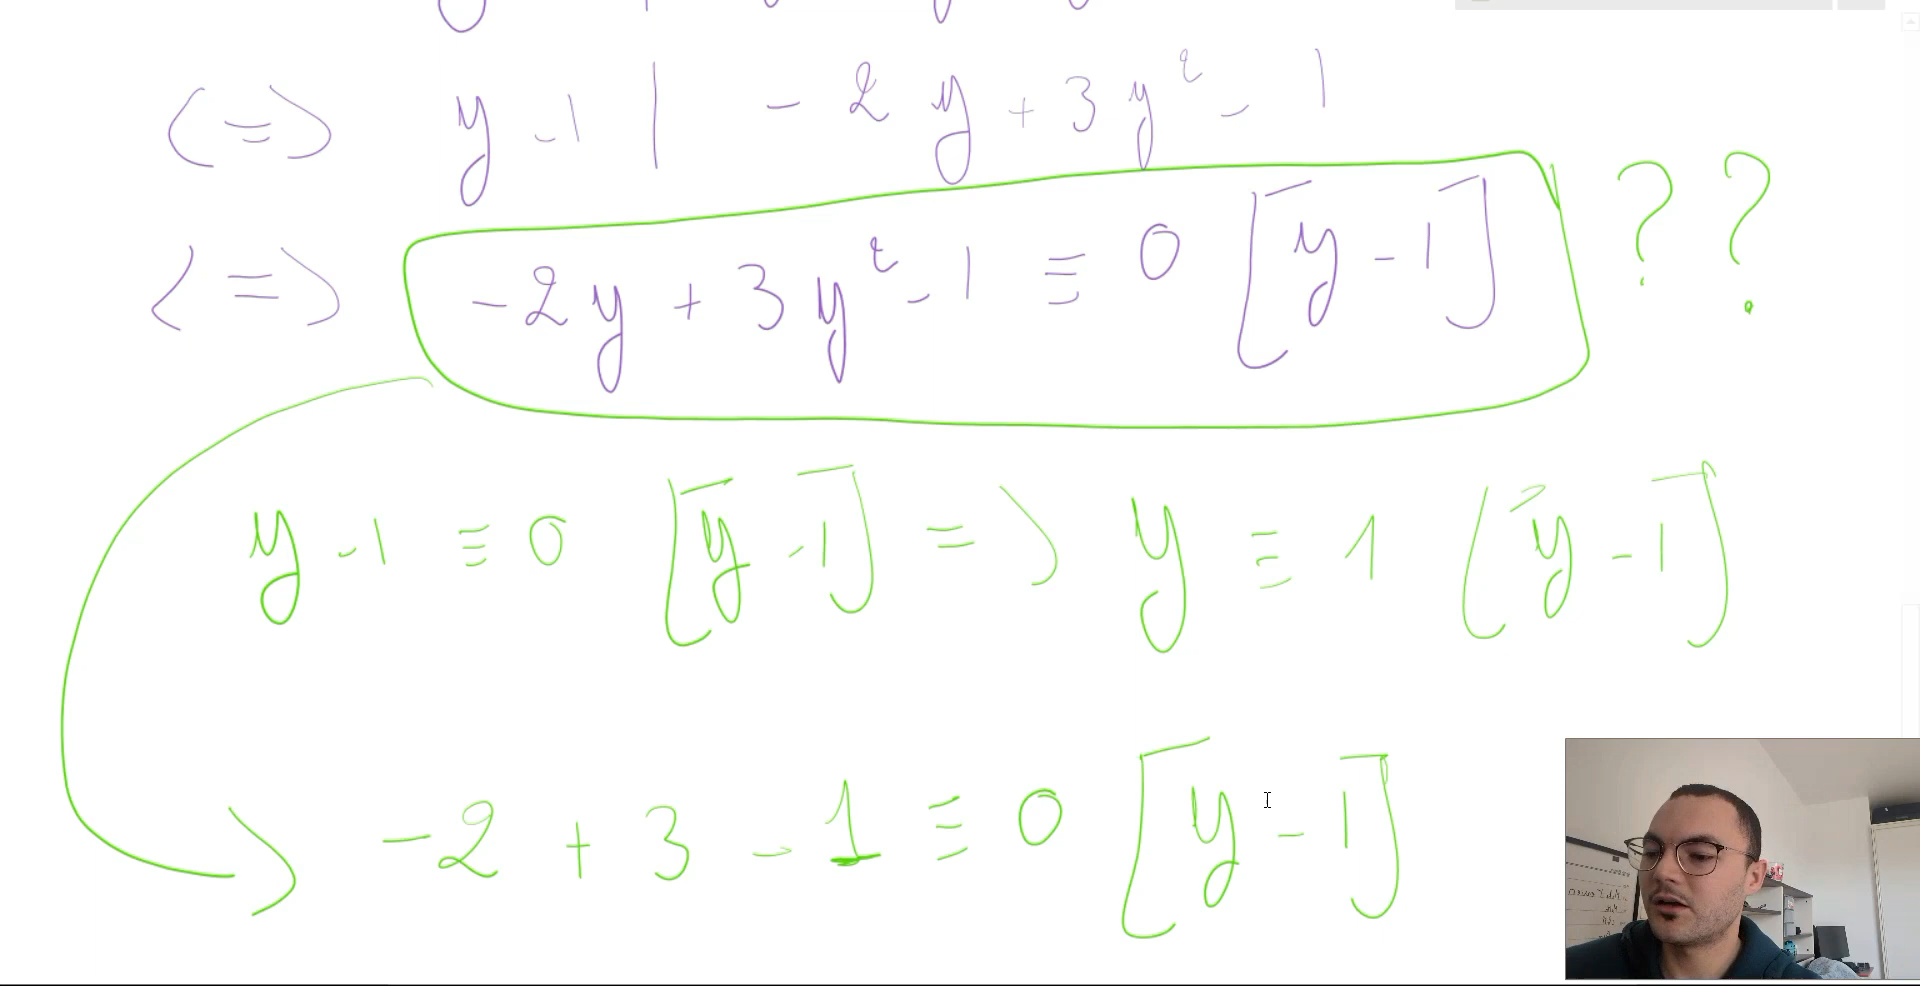 <=> y - 1 | - 2y + 3y² - 1
<=> -2y + 3y² - 1 ≡ 0 [y - 1] ? ?
y - 1 ≡ 0 [y - 1] => y ≡ 1 [y - 1]
-2 + 3 - 1 ≡ 0 [y - 1]